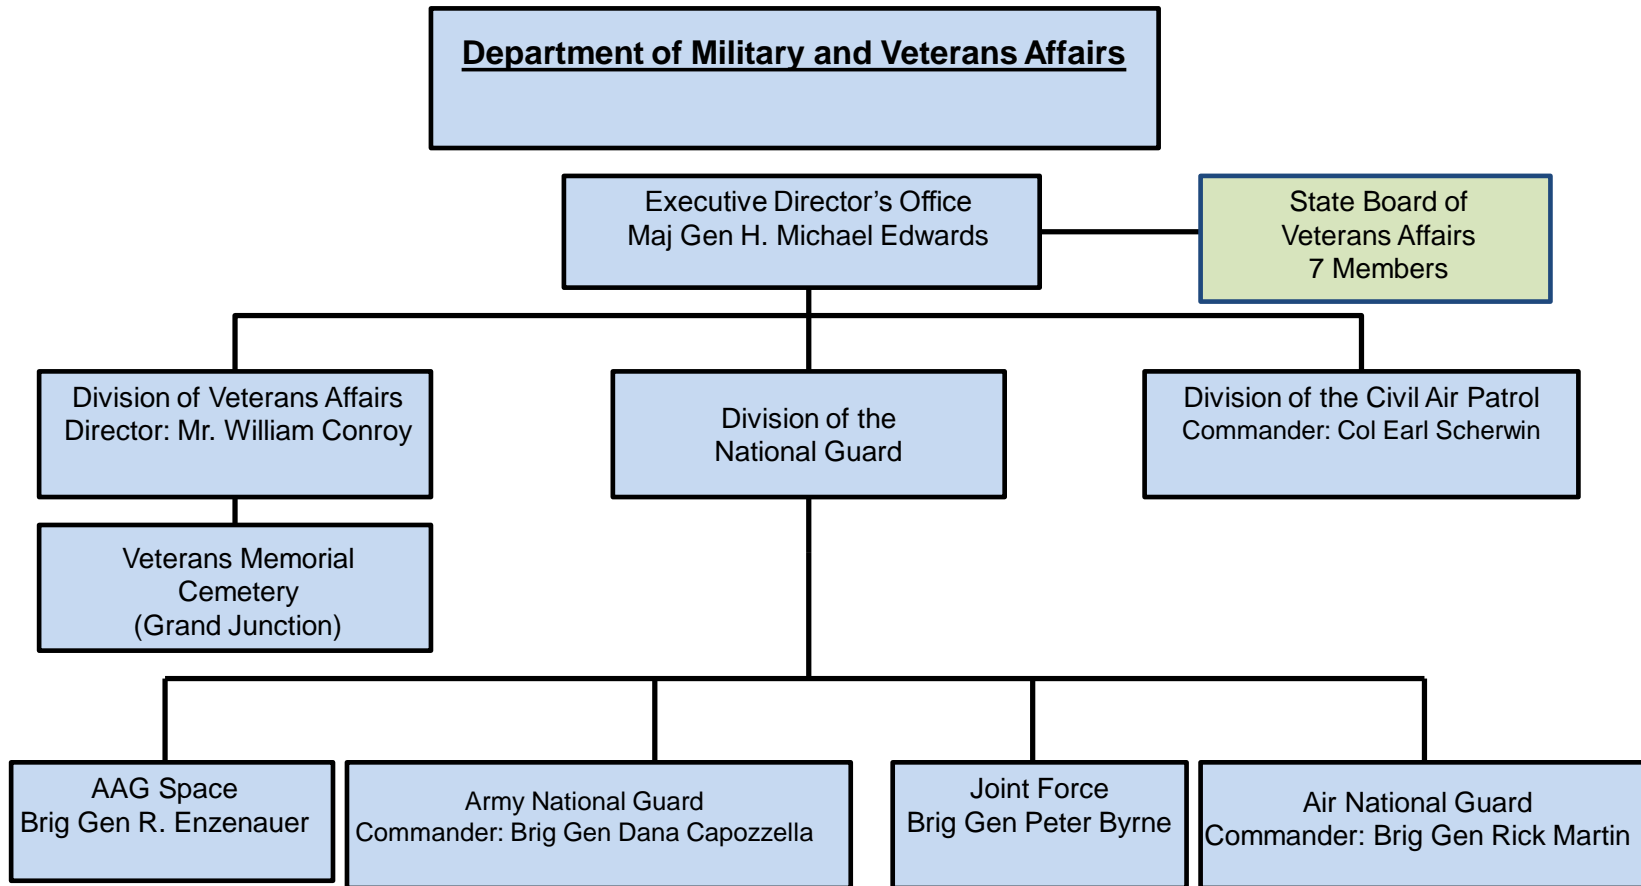 Department of Military and Veterans Affairs
Executive Director’s Office
Maj Gen H. Michael Edwards
State Board of
Veterans Affairs
7 Members
Division of Veterans Affairs
Director: Mr. William Conroy
Division of the
National Guard
Division of the Civil Air Patrol
Commander: Col Earl Scherwin
Veterans Memorial
Cemetery
(Grand Junction)
AAG Space
Brig Gen R. Enzenauer
Army National Guard
Commander: Brig Gen Dana Capozzella
Joint Force
Brig Gen Peter Byrne
Air National Guard
Commander: Brig Gen Rick Martin